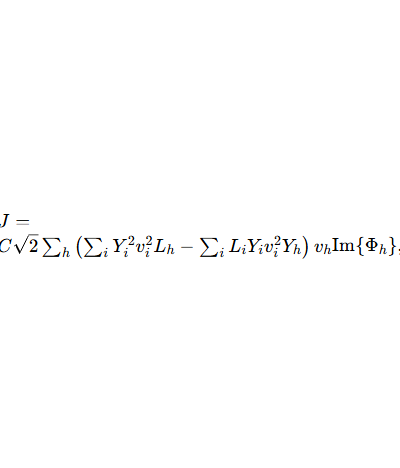 J =
C√2 ∑_h (∑_i Y_i^2 v_i^2 L_h − ∑_i L_i Y_i v_i^2 Y_h) v_h Im{Φ_h},